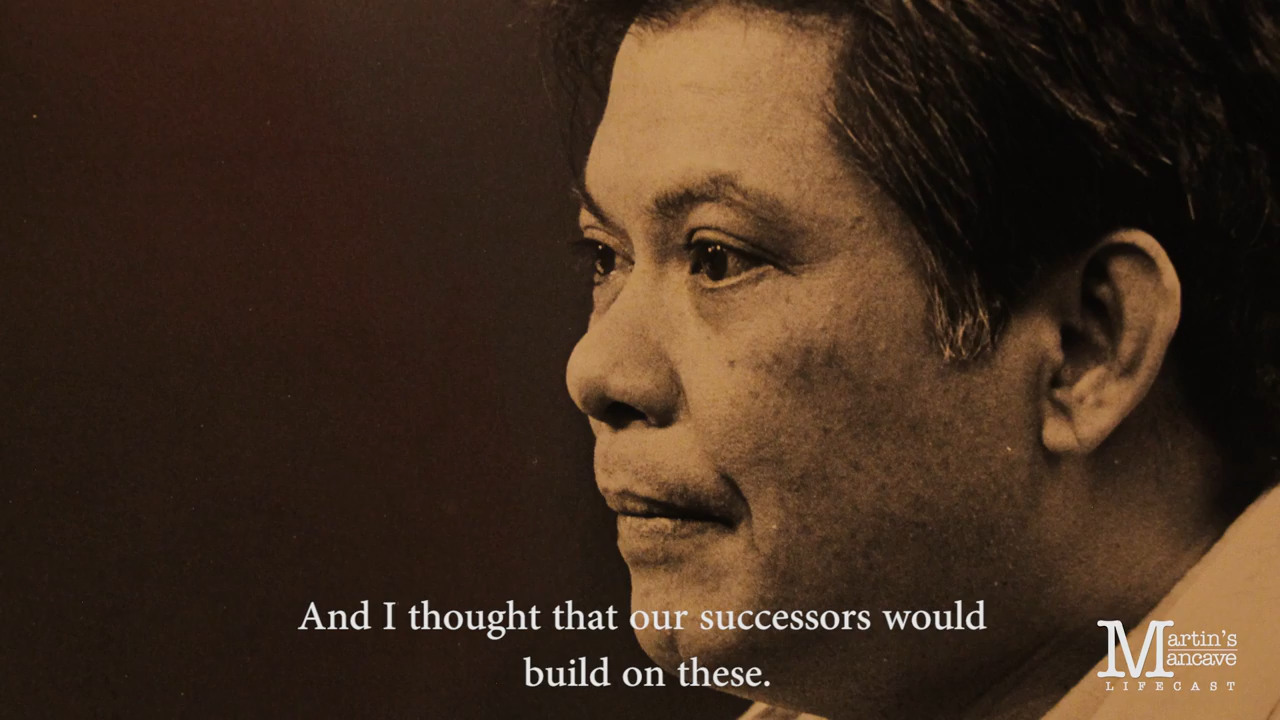 And I thought that our successors would
build on these.
Martin's
Mancave
LIFECAST